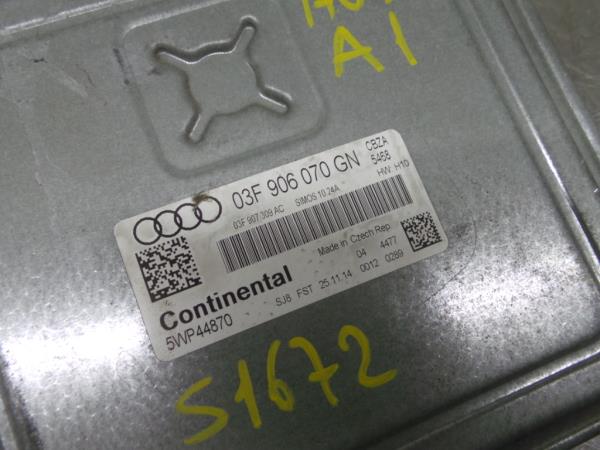 A1
03F 906 070 GN
CBZA
5468
03F 907 309 AC SIMOS 10.24A
HW: H10
Made in Czech Rep.
Continental
04 4477
SJ8 FST 25.11.14 0012 0289
5WP44870
S1672